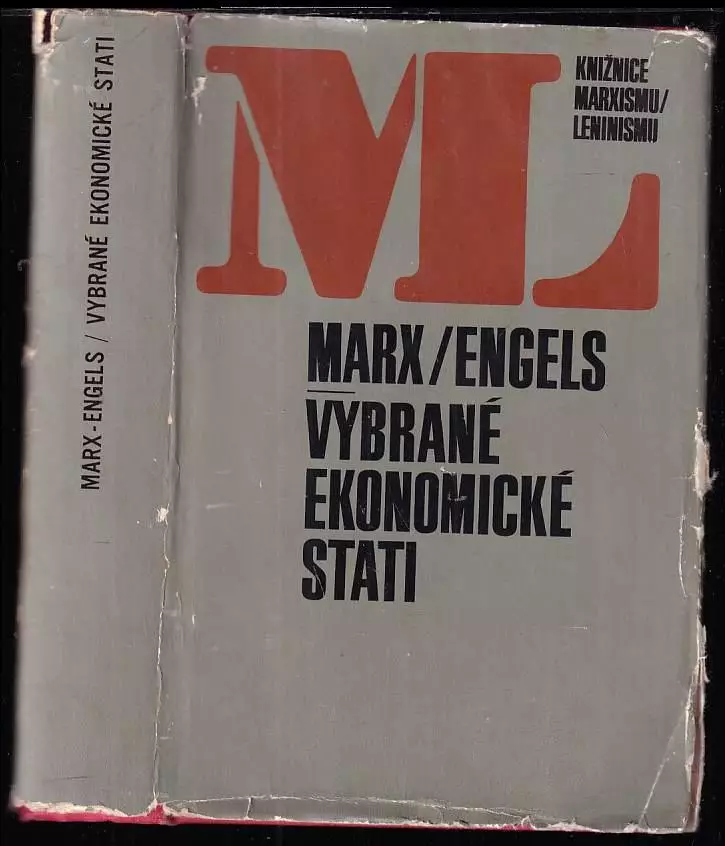 MARX-ENGELS / VYBRANÉ EKONOMICKÉ STATI
ML
KNIŽNICE
MARXISMU/
LENINISMU
MARX/ENGELS
VYBRANÉ
EKONOMICKÉ
STATI